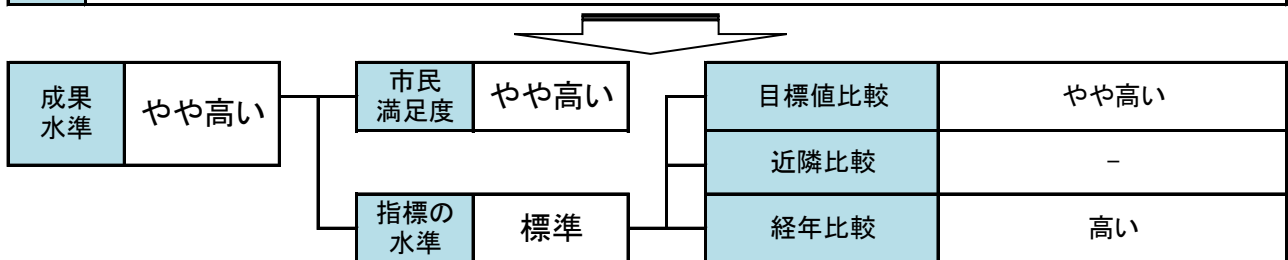 成果
水準
やや高い
市民
満足度
やや高い
指標の
水準
標準
目標値比較
やや高い
近隣比較
－
経年比較
高い